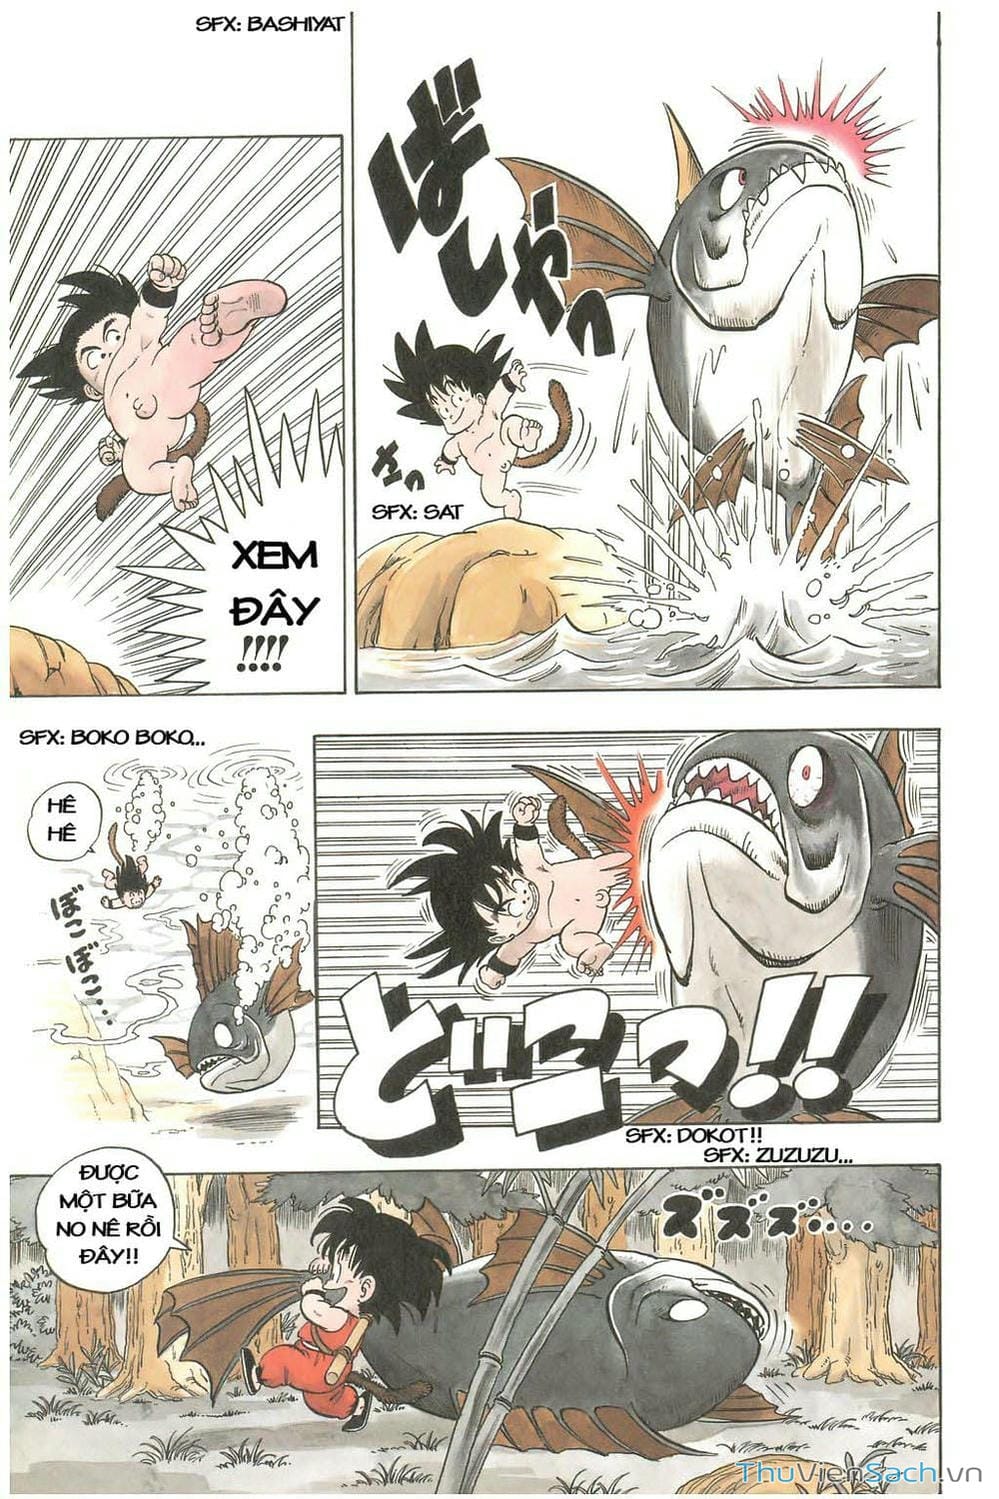 SFX: BASHIYAT
ばしゃっ
さっ
SFX: SAT
XEM
ĐÂY
!!!!
SFX: BOKO BOKO...
HÊ
HÊ
ぼこ
ぼこ...
どこっ!!
SFX: DOKOT!!
SFX: ZUZUZU...
ĐƯỢC
MỘT BỮA
NO NÊ RỒI
ĐÂY!!
ズズズ....
ThuVienSach.vn